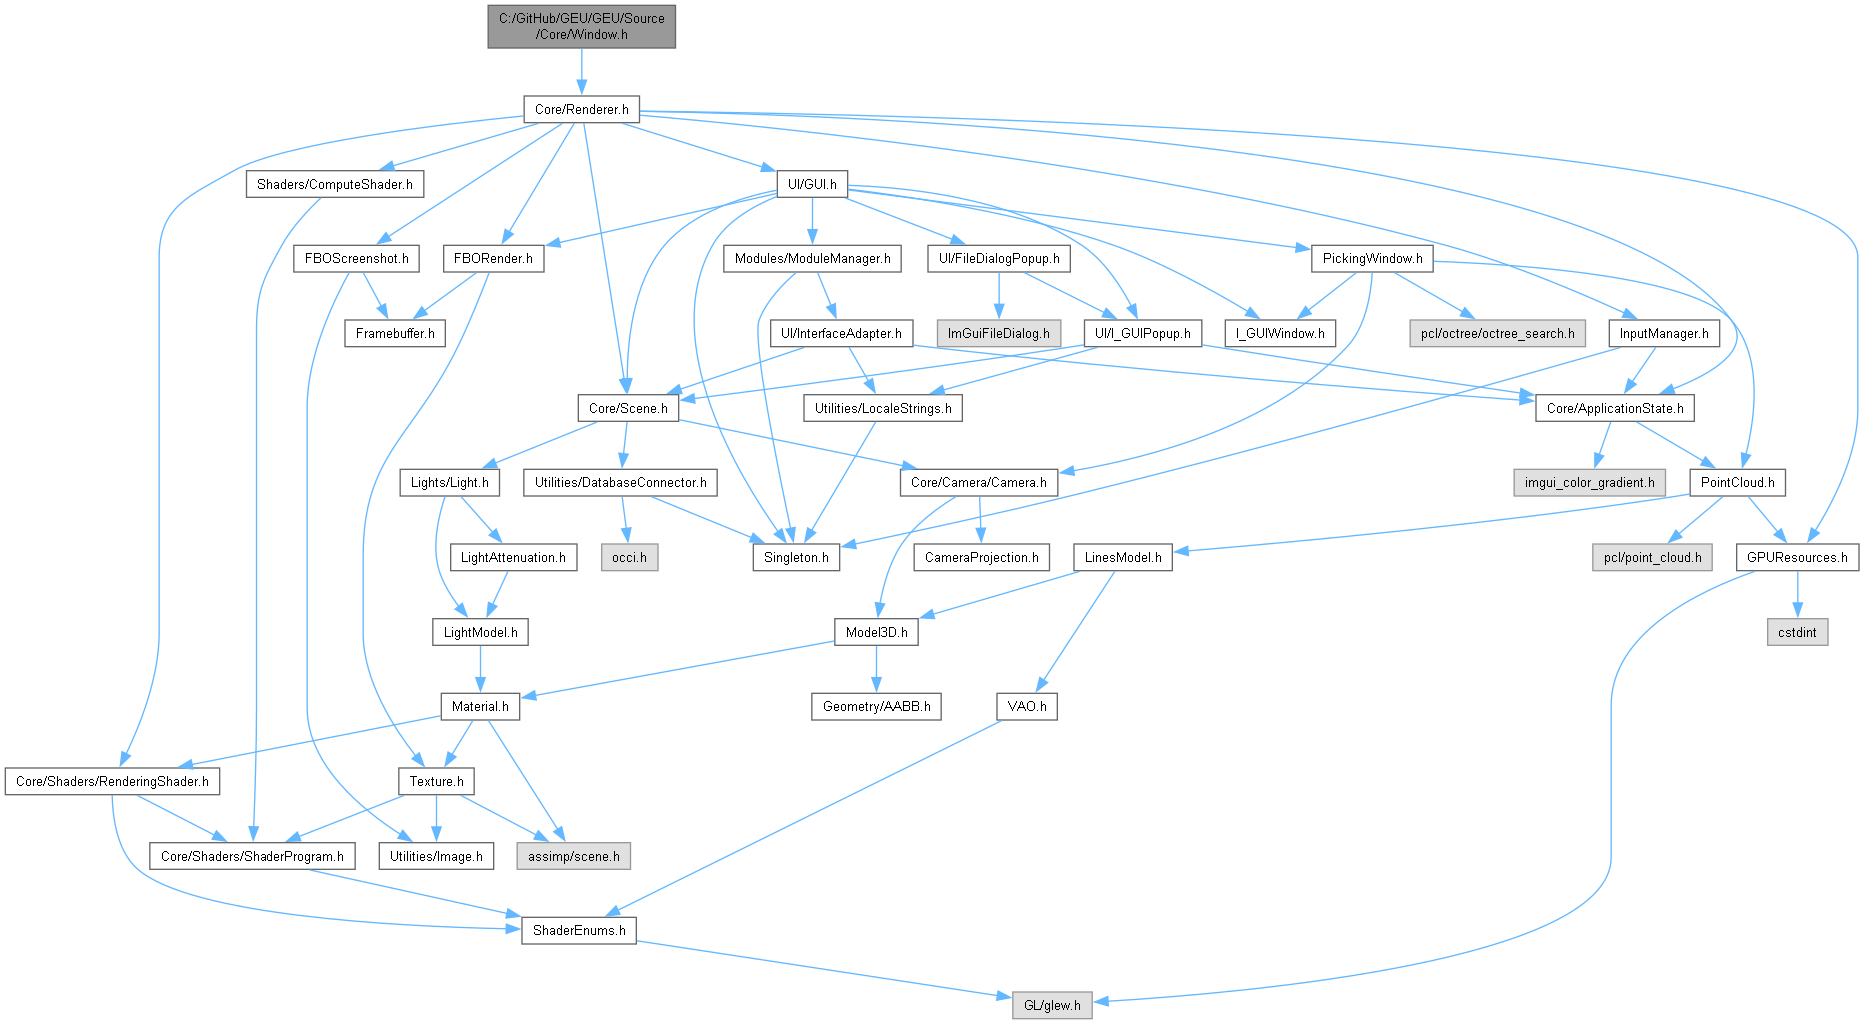 C:/GitHub/GEU/GEU/Source
/Core/Window.h
Core/Renderer.h
Shaders/ComputeShader.h
UI/GUI.h
FBOScreenshot.h
FBORender.h
Modules/ModuleManager.h
UI/FileDialogPopup.h
PickingWindow.h
Framebuffer.h
UI/InterfaceAdapter.h
ImGuiFileDialog.h
UI/I_GUIPopup.h
I_GUIWindow.h
pcl/octree/octree_search.h
InputManager.h
Core/Scene.h
Utilities/LocaleStrings.h
Core/ApplicationState.h
Lights/Light.h
Utilities/DatabaseConnector.h
Core/Camera/Camera.h
imgui_color_gradient.h
PointCloud.h
LightAttenuation.h
occi.h
Singleton.h
CameraProjection.h
LinesModel.h
pcl/point_cloud.h
GPUResources.h
LightModel.h
Model3D.h
cstdint
Material.h
Geometry/AABB.h
VAO.h
Core/Shaders/RenderingShader.h
Texture.h
Core/Shaders/ShaderProgram.h
Utilities/Image.h
assimp/scene.h
ShaderEnums.h
GL/glew.h